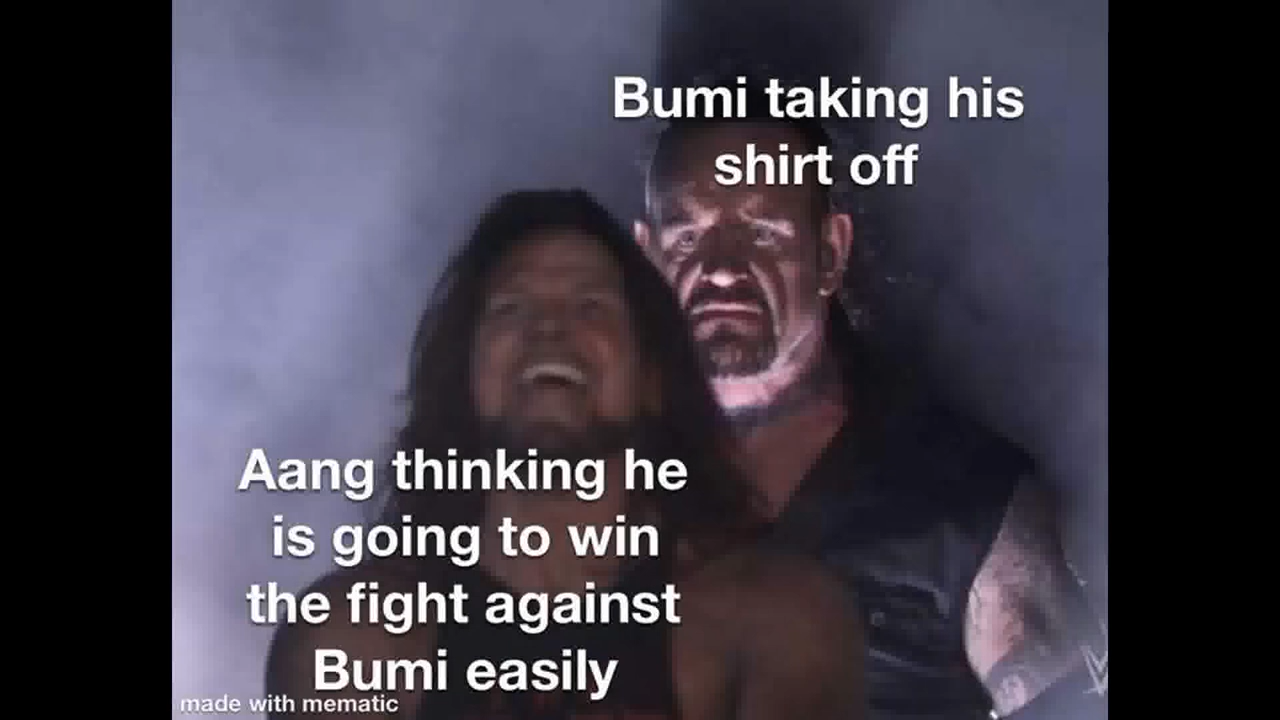 Bumi taking his
shirt off
Aang thinking he
is going to win
the fight against
Bumi easily
made with mematic